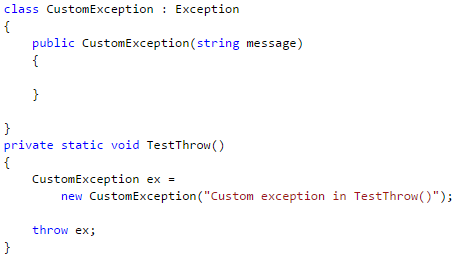 class CustomException : Exception
{
    public CustomException(string message)
    {

    }

}
private static void TestThrow()
{
    CustomException ex =
        new CustomException("Custom exception in TestThrow()");

    throw ex;
}